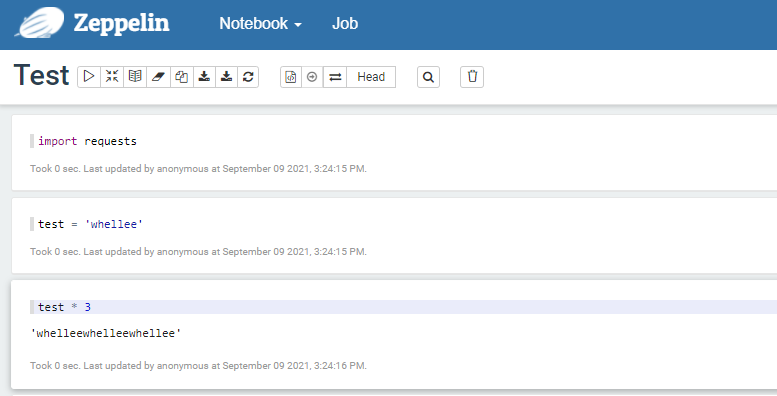 Zeppelin Notebook Job
Test Head
import requests
Took 0 sec. Last updated by anonymous at September 09 2021, 3:24:15 PM.
test = 'whellee'
Took 0 sec. Last updated by anonymous at September 09 2021, 3:24:15 PM.
test * 3
'whelleewhelleewhellee'
Took 0 sec. Last updated by anonymous at September 09 2021, 3:24:16 PM.